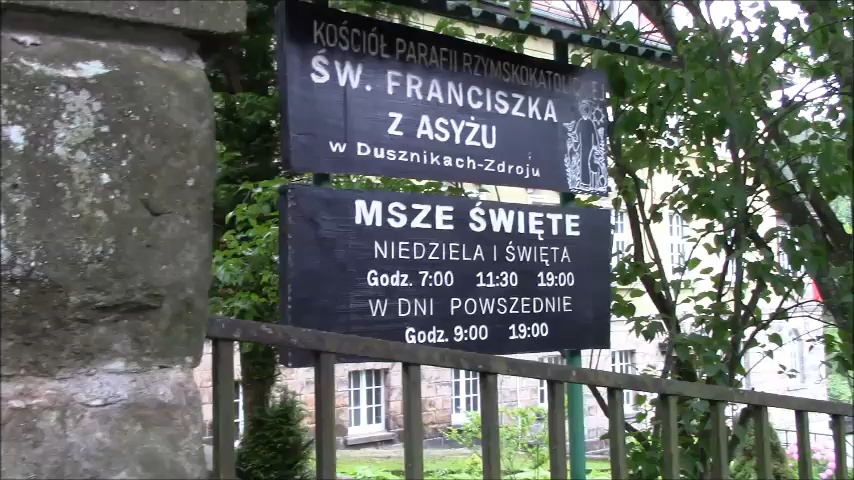 KOŚCIÓŁ PARAFII RZYMSKOKATOLICKIEJ
ŚW. FRANCISZKA
Z ASYŻU
w Dusznikach-Zdroju
MSZE ŚWIĘTE
NIEDZIELA i ŚWIĘTA
Godz. 7:00 11:30 19:00
W DNI POWSZEDNIE
Godz. 9:00 19:00